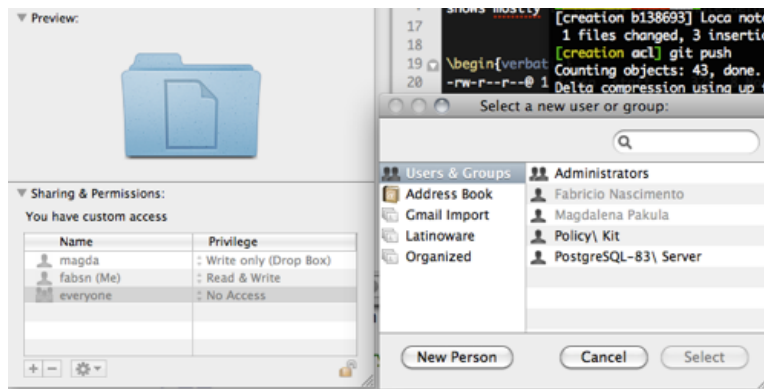 Preview:
Sharing & Permissions:
You have custom access
Name Privilege
magda Write only (Drop Box)
fabsn (Me) Read & Write
everyone No Access
shows mostly
17
18
19 \begin{verbat
20 -rw-r--r--@ 1
[creation b138693] Loca note
1 files changed, 3 insertio
[creation acl] git push
Counting objects: 43, done.
Delta compression using up t
Select a new user or group:
Users & Groups
Address Book
Gmail Import
Latinoware
Organized
Administrators
Fabricio Nascimento
Magdalena Pakula
Policy\ Kit
PostgreSQL-83\ Server
New Person
Cancel
Select